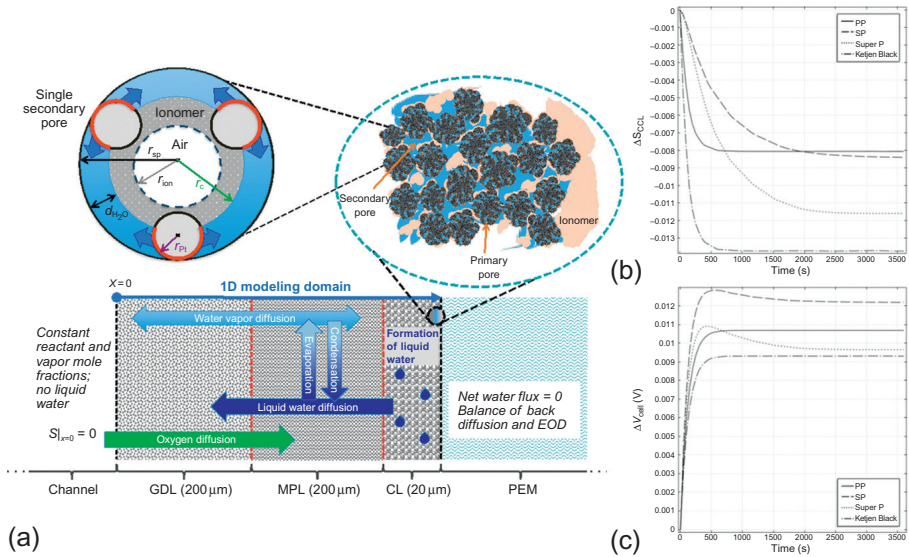 (a)
Single
secondary
pore
Ionomer
Air
r_sp
r_ion
r_c
d_H₂O
r_Pt
Secondary
pore
Ionomer
Primary
pore
X = 0
1D modeling domain
Constant
reactant and
vapor mole
fractions;
no liquid
water
Water vapor diffusion
Evaporation
Condensation
Formation
of liquid
water
Liquid water diffusion
Net water flux = 0
Balance of back
diffusion and EOD
S|ₓ₌₀ = 0
Oxygen diffusion
Channel
GDL (200 μm)
MPL (200 μm)
CL (20 μm)
PEM
(b)
ΔS_CCL
0
-0.001
-0.002
-0.003
-0.004
-0.005
-0.006
-0.007
-0.008
-0.009
-0.010
-0.011
-0.012
-0.013
PP
SP
Super P
Ketjen Black
0 500 1000 1500 2000 2500 3000 3500
Time (s)
(c)
ΔV_cell (V)
0.012
0.011
0.010
0.009
0.008
0.007
0.006
0.005
0.004
0.003
0.002
0.001
0
PP
SP
Super P
Ketjen Black
0 500 1000 1500 2000 2500 3000 3500
Time (s)